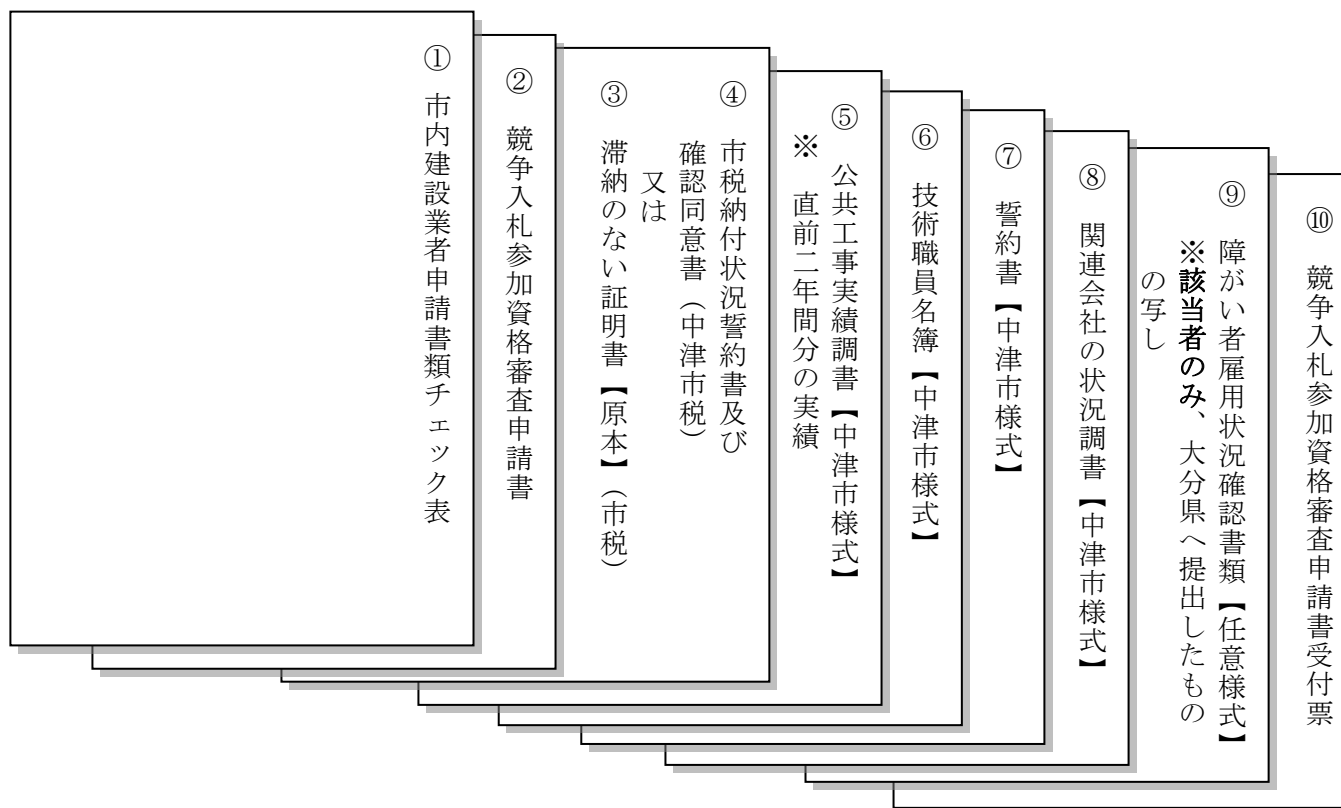 ① 市内建設業者申請書類チェック表
② 競争入札参加資格審査申請書
④ 市税納付状況誓約書及び
確認同意書（中津市税）
又は
③ 滞納のない証明書【原本】（市税）
⑤ 公共工事実績調書【中津市様式】
※ 直前二年間分の実績
⑥ 技術職員名簿【中津市様式】
⑦ 誓約書【中津市様式】
⑧ 関連会社の状況調書【中津市様式】
⑨ 障がい者雇用状況確認書類【任意様式】
※該当者のみ、大分県へ提出したもの
の写し
⑩ 競争入札参加資格審査申請書受付票